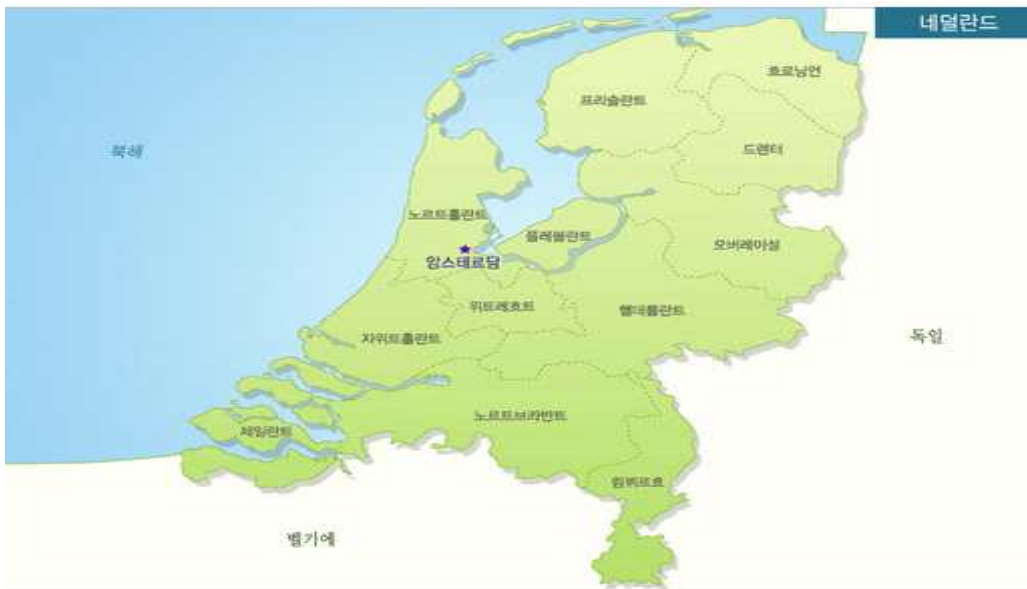 네덜란드
흐로닝언
프리슬란트
북해
드렌터
노르트홀란트
플레볼란트
오버레이설
암스테르담
위트레흐트
헬데를란트
자위트홀란트
독일
노르트브라반트
제일란트
림뷔르흐
벨기에